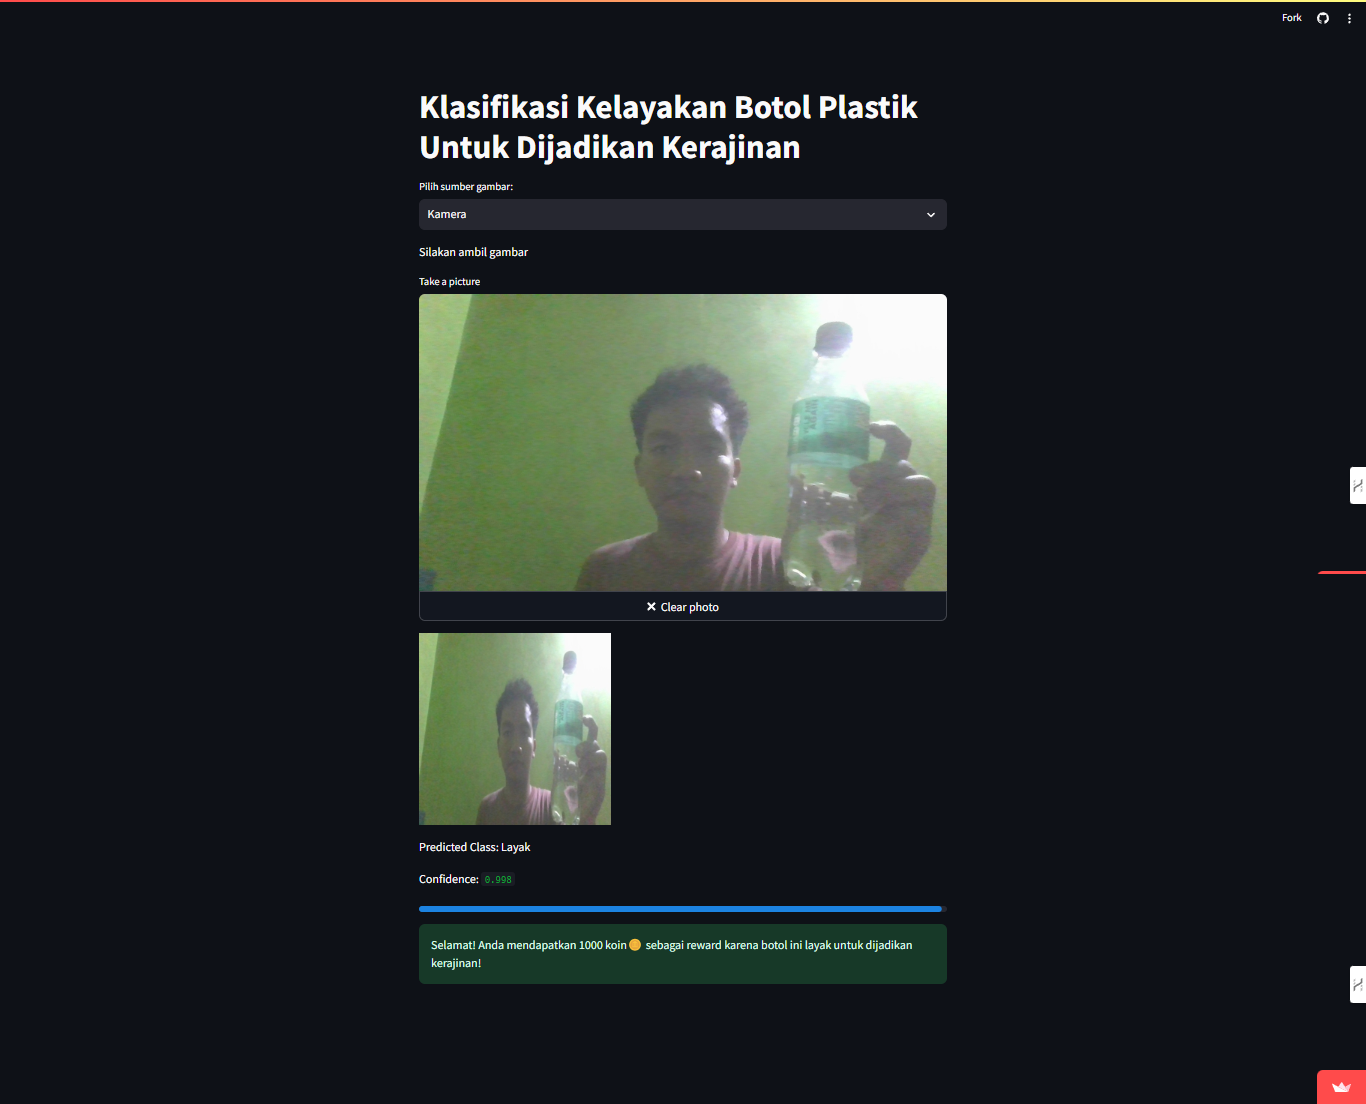 Fork
Klasifikasi Kelayakan Botol Plastik
Untuk Dijadikan Kerajinan
Pilih sumber gambar:
Kamera
Silakan ambil gambar
Take a picture
Clear photo
Predicted Class: Layak
Confidence: 0.998
Selamat! Anda mendapatkan 1000 koin🟡 sebagai reward karena botol ini layak untuk dijadikan
kerajinan!